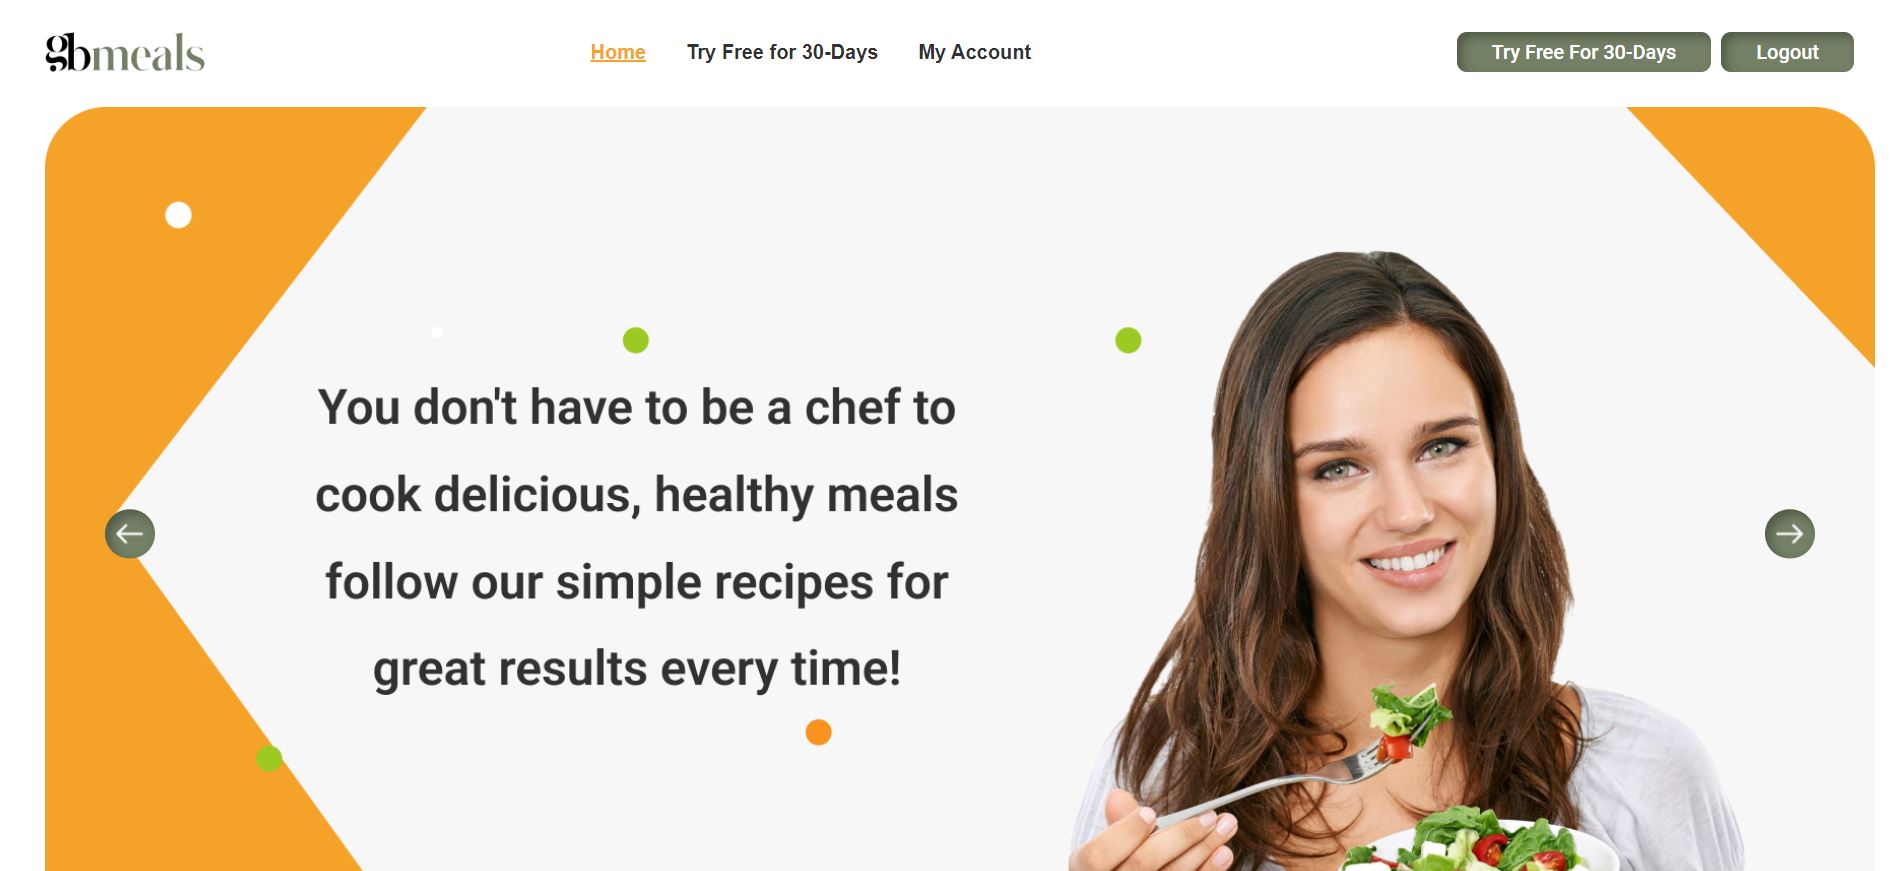 gbmeals
Home
Try Free for 30-Days
My Account
Try Free For 30-Days
Logout
You don't have to be a chef to
cook delicious, healthy meals
follow our simple recipes for
great results every time!